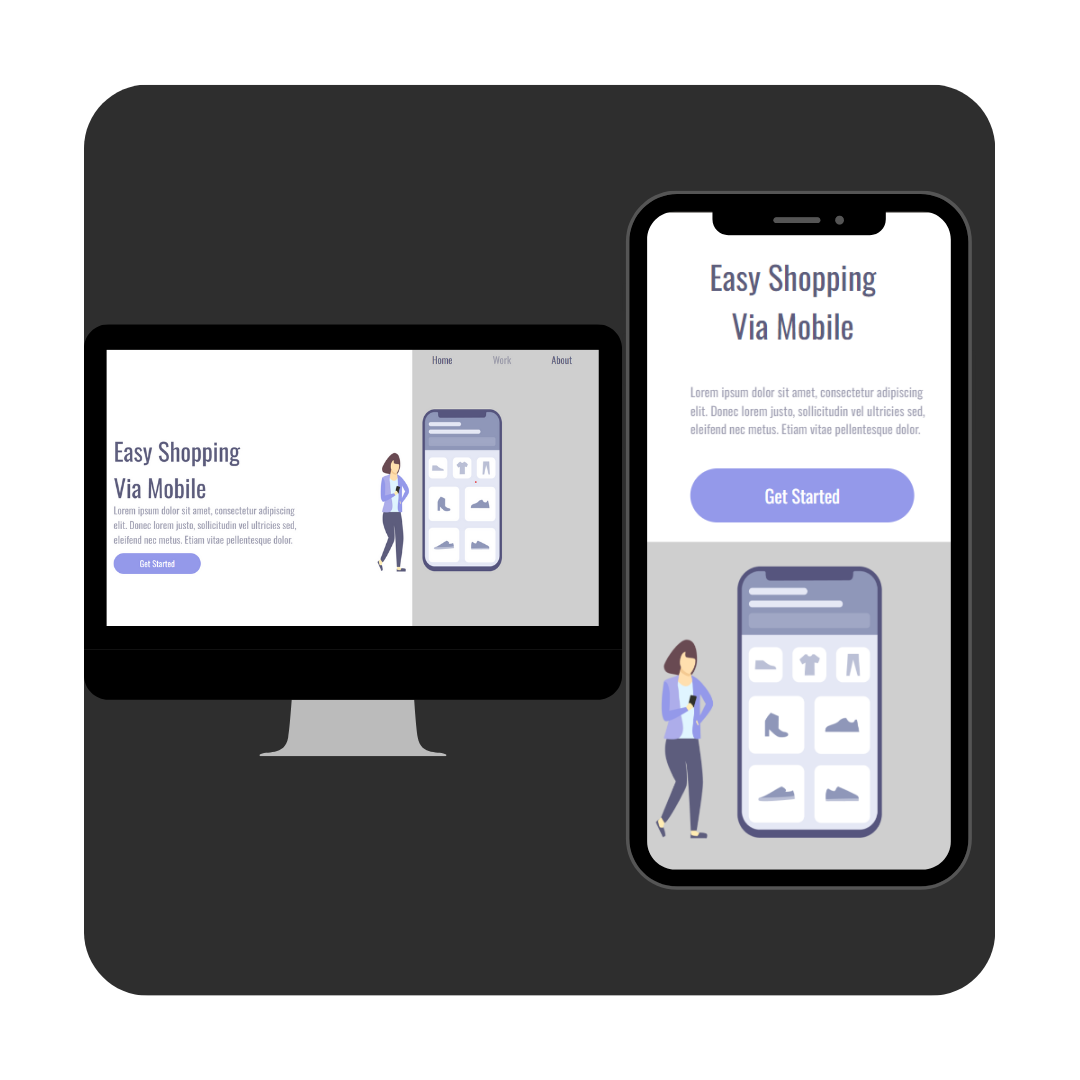 Home Work About
Easy Shopping
Via Mobile
Lorem ipsum dolor sit amet, consectetur adipiscing
elit. Donec lorem justo, sollicitudin vel ultricies sed,
eleifend nec metus. Etiam vitae pellentesque dolor.
Get Started
Easy Shopping
Via Mobile
Lorem ipsum dolor sit amet, consectetur adipiscing
elit. Donec lorem justo, sollicitudin vel ultricies sed,
eleifend nec metus. Etiam vitae pellentesque dolor.
Get Started